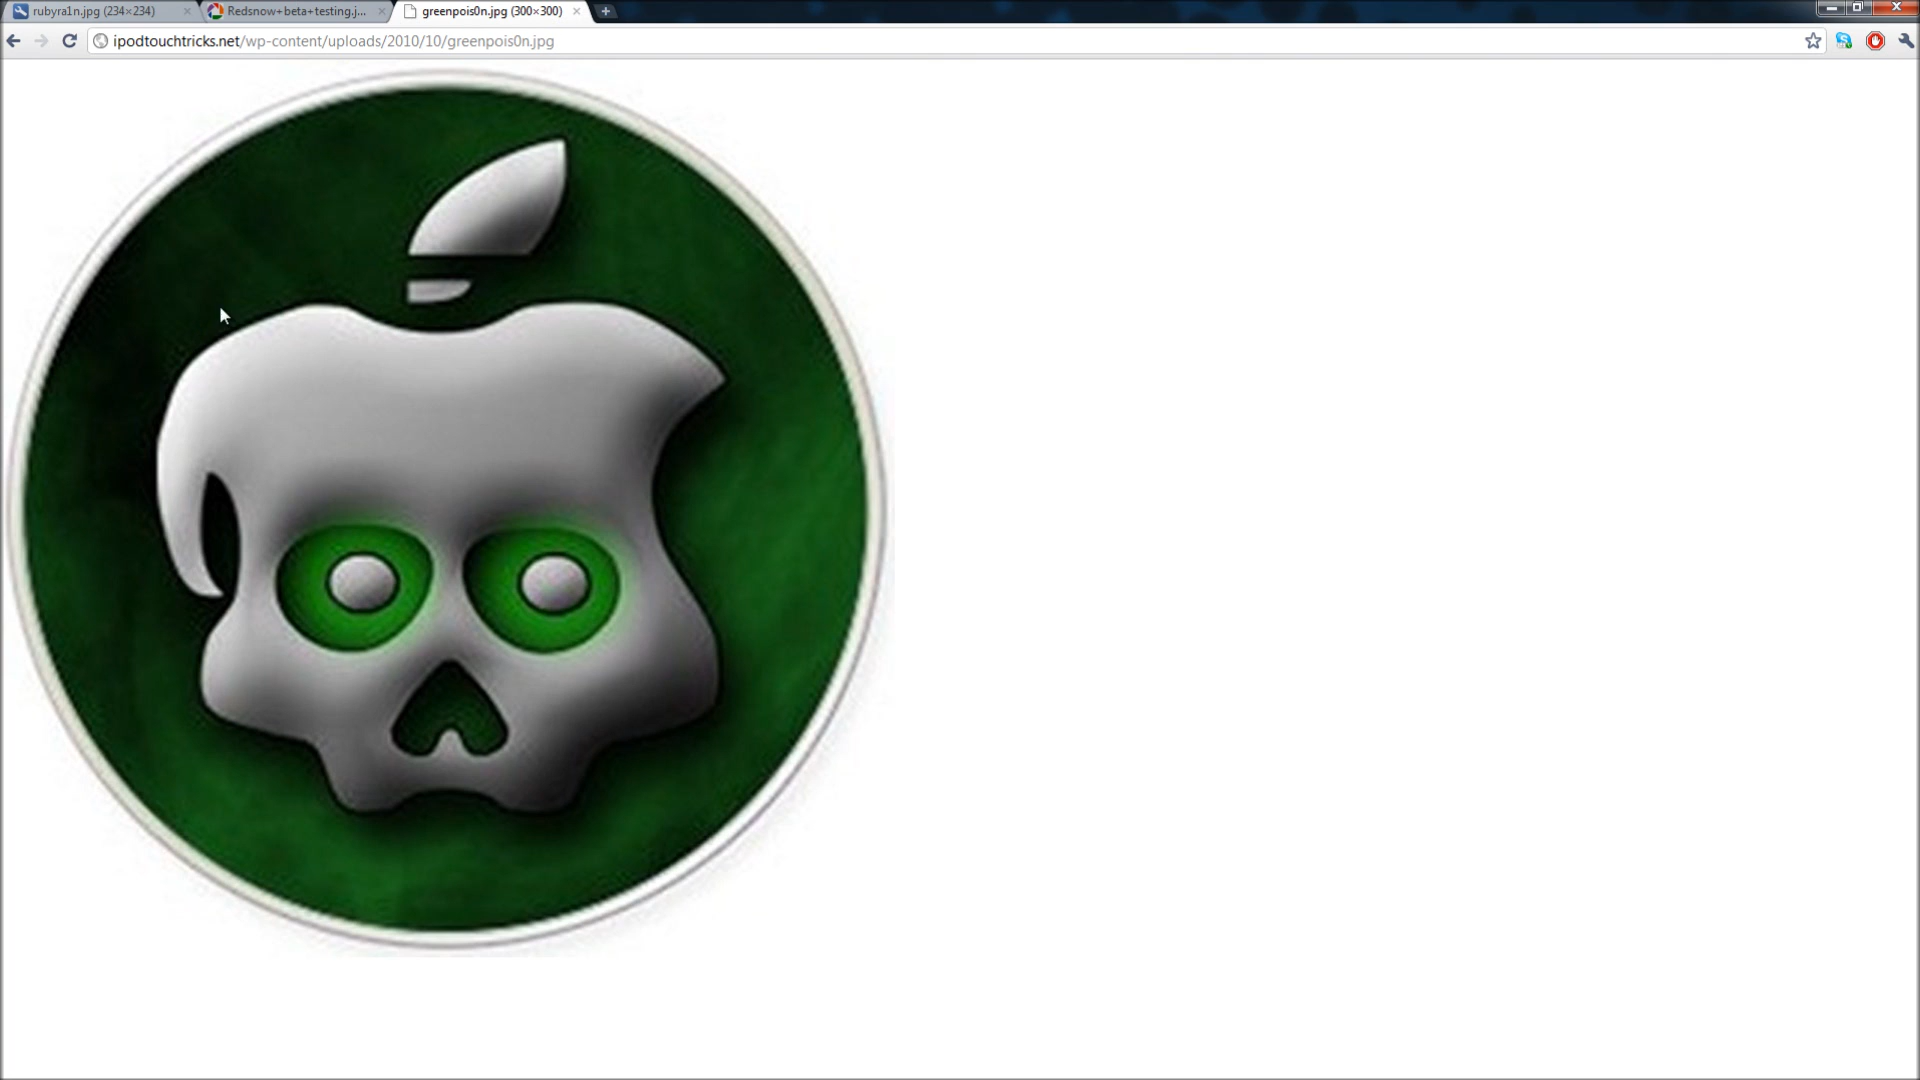 rubyra1n.jpg (234×234)
Redsnow+beta+testing.j...
greenpois0n.jpg (300×300)
ipodtouchtricks.net/wp-content/uploads/2010/10/greenpois0n.jpg